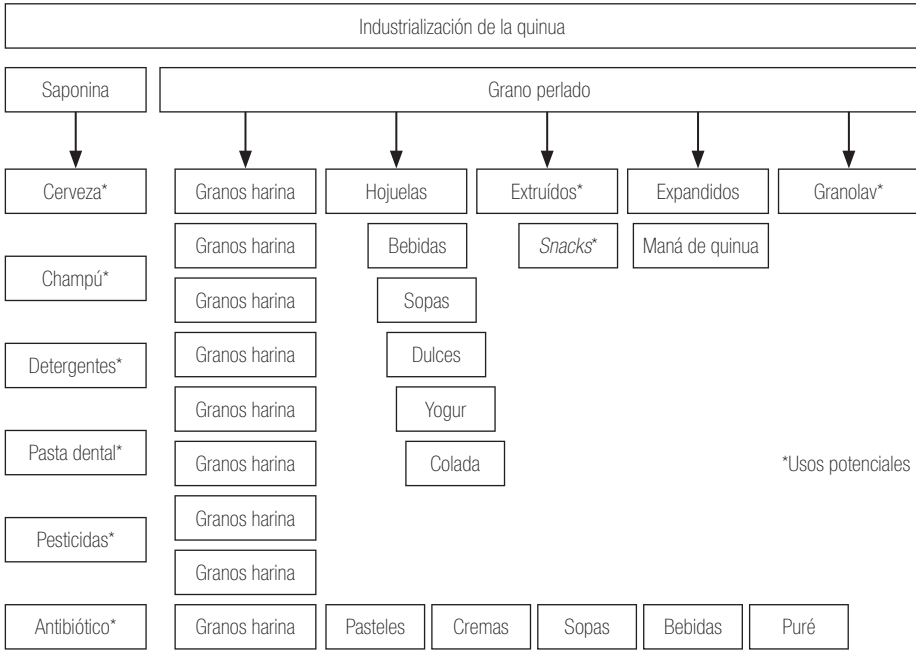 Industrialización de la quinua
Saponina
Grano perlado
Cerveza*
Granos harina
Hojuelas
Extruídos*
Expandidos
Granolav*
Granos harina
Bebidas
Snacks*
Maná de quinua
Champú*
Granos harina
Sopas
Detergentes*
Granos harina
Dulces
Granos harina
Yogur
Pasta dental*
Granos harina
Colada
*Usos potenciales
Granos harina
Pesticidas*
Granos harina
Antibiótico*
Granos harina
Pasteles
Cremas
Sopas
Bebidas
Puré